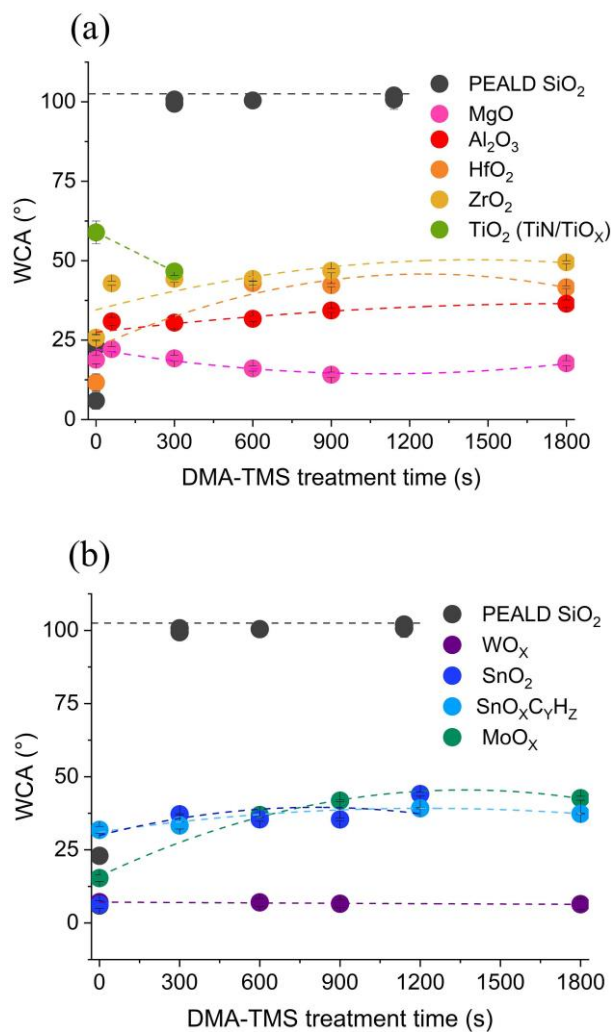 (a)
WCA (°)
100
75
50
25
0
PEALD SiO₂
MgO
Al₂O₃
HfO₂
ZrO₂
TiO₂ (TiN/TiOₓ)
0 300 600 900 1200 1500 1800
DMA-TMS treatment time (s)
(b)
WCA (°)
100
75
50
25
0
PEALD SiO₂
WOₓ
SnO₂
SnOₓCᵧH_Z
MoOₓ
0 300 600 900 1200 1500 1800
DMA-TMS treatment time (s)